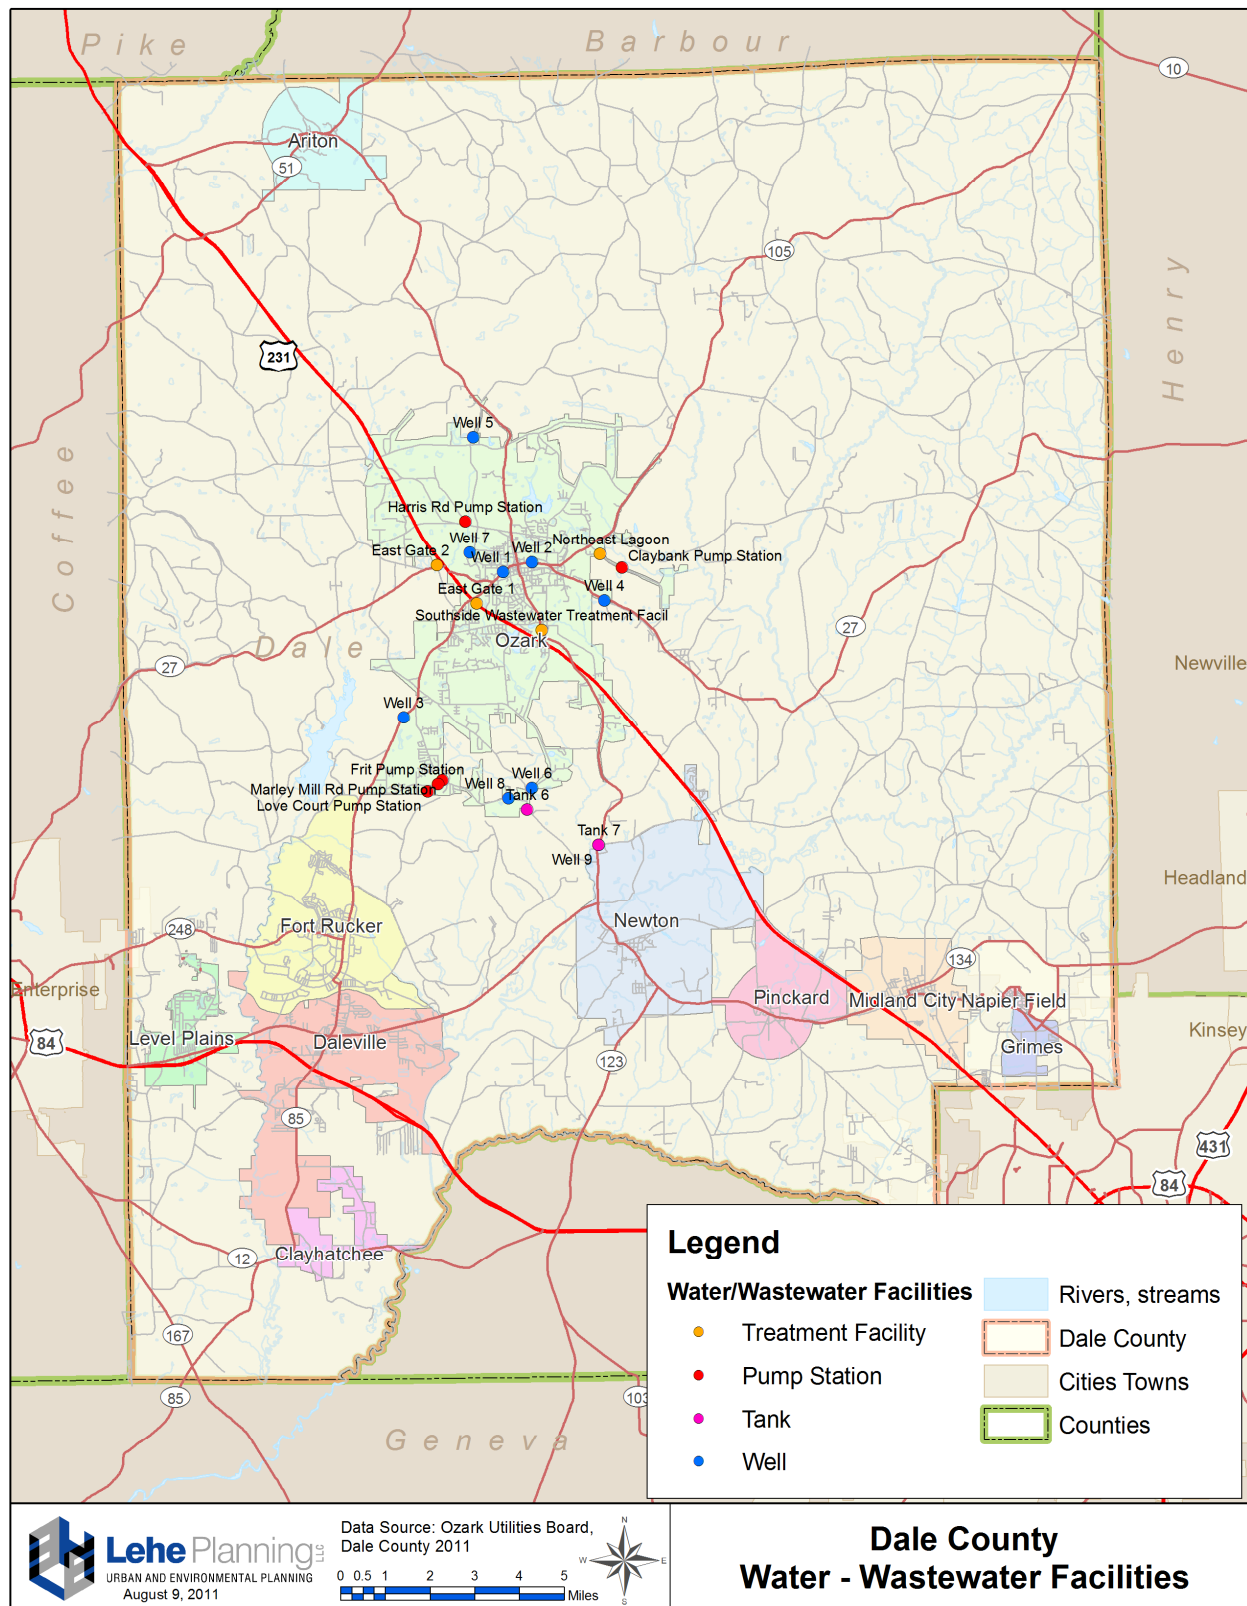 Pike
Barbour
10
Ariton
51
105
Henry
231
Coffee
Well 5
Harris Rd Pump Station
Well 7
East Gate 2
Well 1
Well 2
Northeast Lagoon
Claybank Pump Station
East Gate 1
Well 4
Southside Wastewater Treatment Facil
Ozark
27
Dale
27
Newville
Well 3
Frit Pump Station
Marley Mill Rd Pump Station
Love Court Pump Station
Well 8
Well 6
Tank 6
Tank 7
Well 9
Headland
Fort Rucker
Newton
248
134
Enterprise
Pinckard
Midland City
Napier Field
Level Plains
Daleville
Grimes
Kinsey
84
123
85
431
84
Clayhatchee
12
167
85
103
Geneva
Legend
Water/Wastewater Facilities
Treatment Facility
Pump Station
Tank
Well
Rivers, streams
Dale County
Cities Towns
Counties
Lehe Planning LLC
URBAN AND ENVIRONMENTAL PLANNING
August 9, 2011
Data Source: Ozark Utilities Board,
Dale County 2011
0 0.5 1 2 3 4 5
Miles
N
W E
S
Dale County
Water - Wastewater Facilities